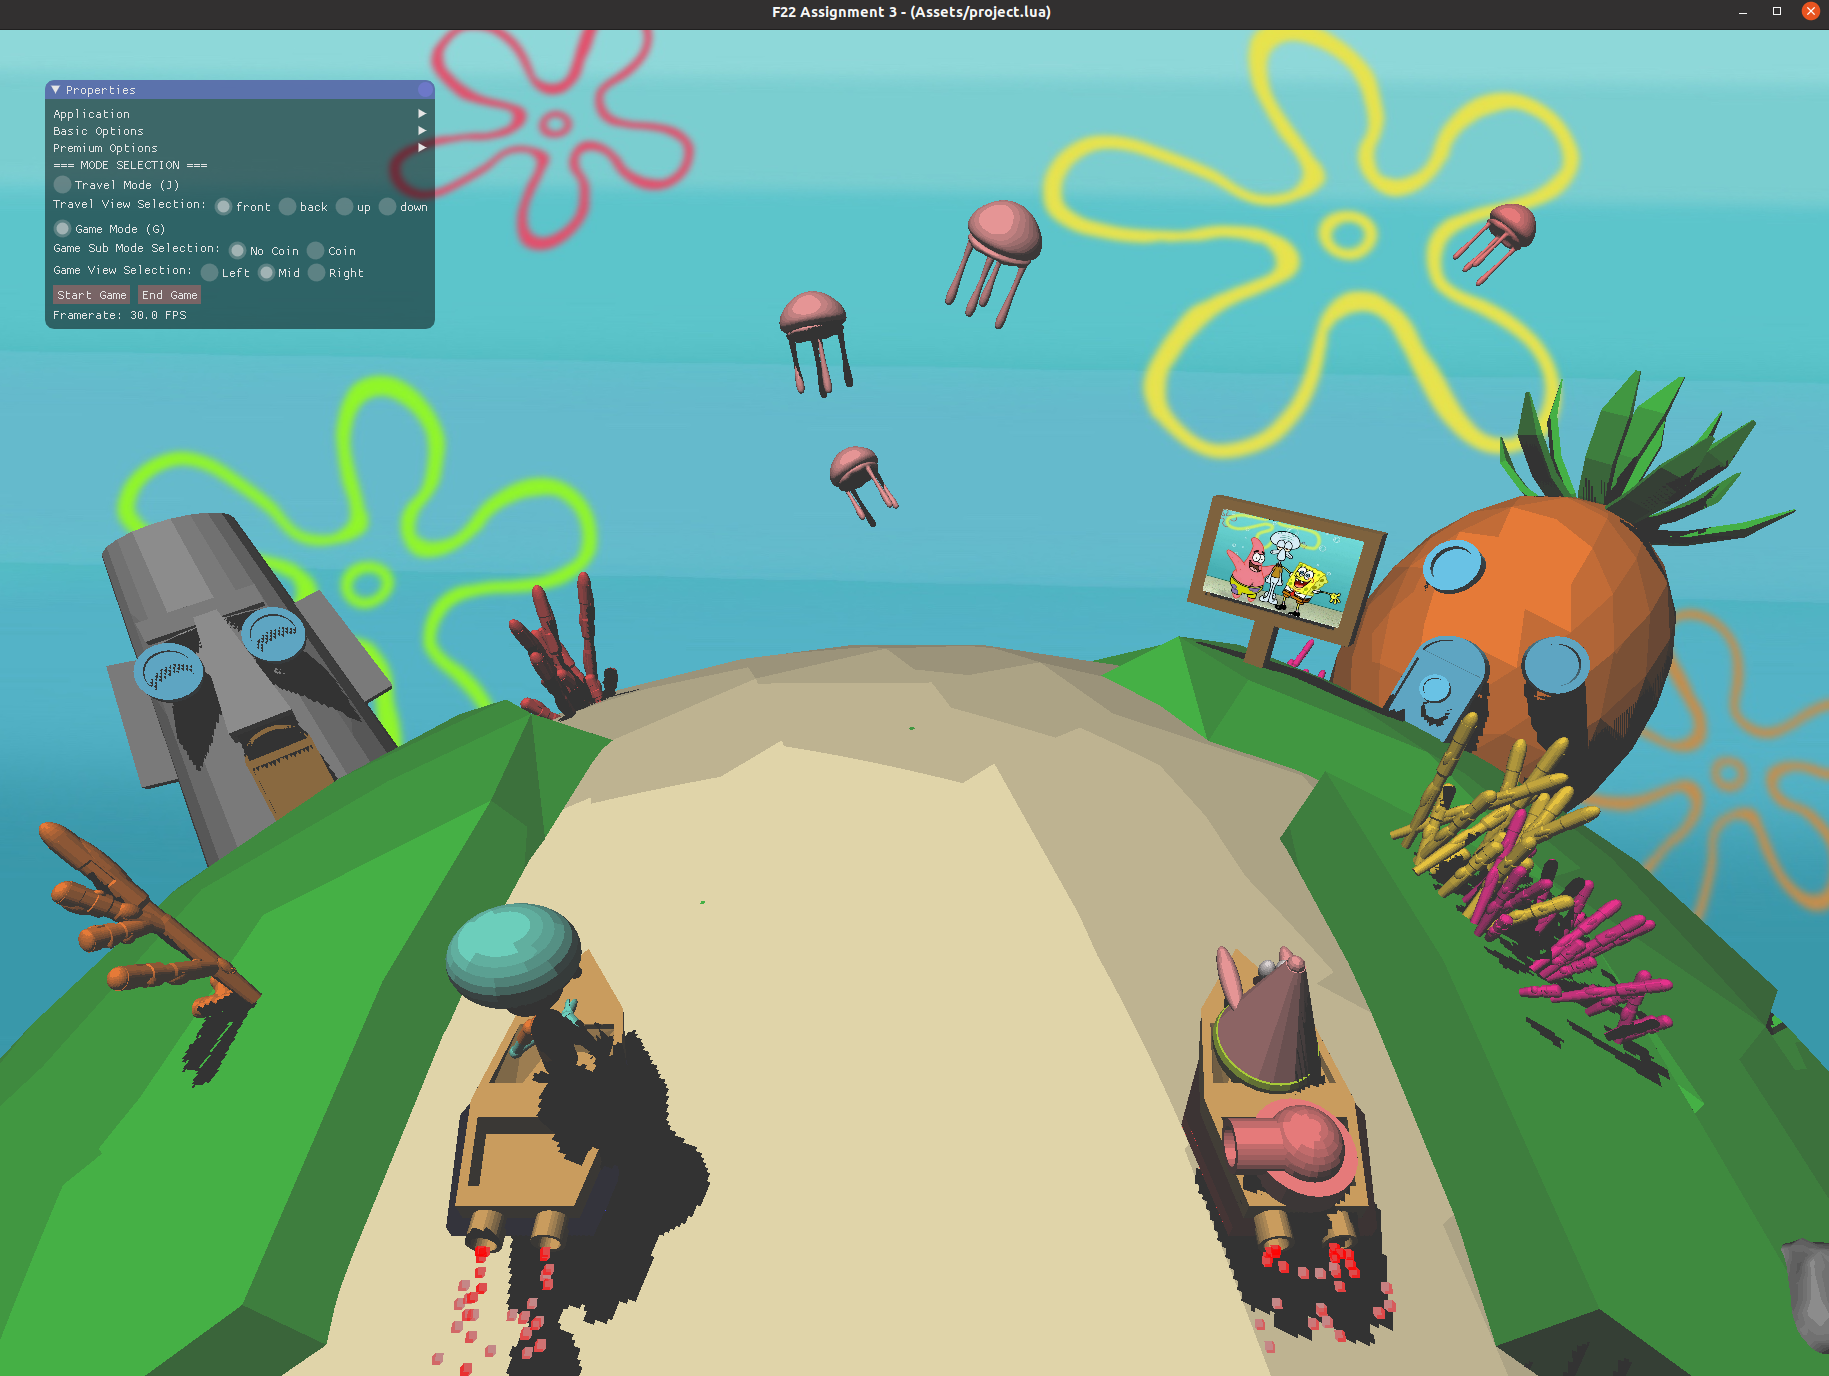 F22 Assignment 3 - (Assets/project.lua)
Properties
Application
Basic Options
Premium Options
=== MODE SELECTION ===
Travel Mode (J)
Travel View Selection: front back up down
Game Mode (G)
Game Sub Mode Selection: No Coin Coin
Game View Selection: Left Mid Right
Start Game End Game
Framerate: 30.0 FPS